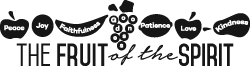 Peace Joy Faithfulness Patience Love Kindness
THE FRUIT of the SPIRIT